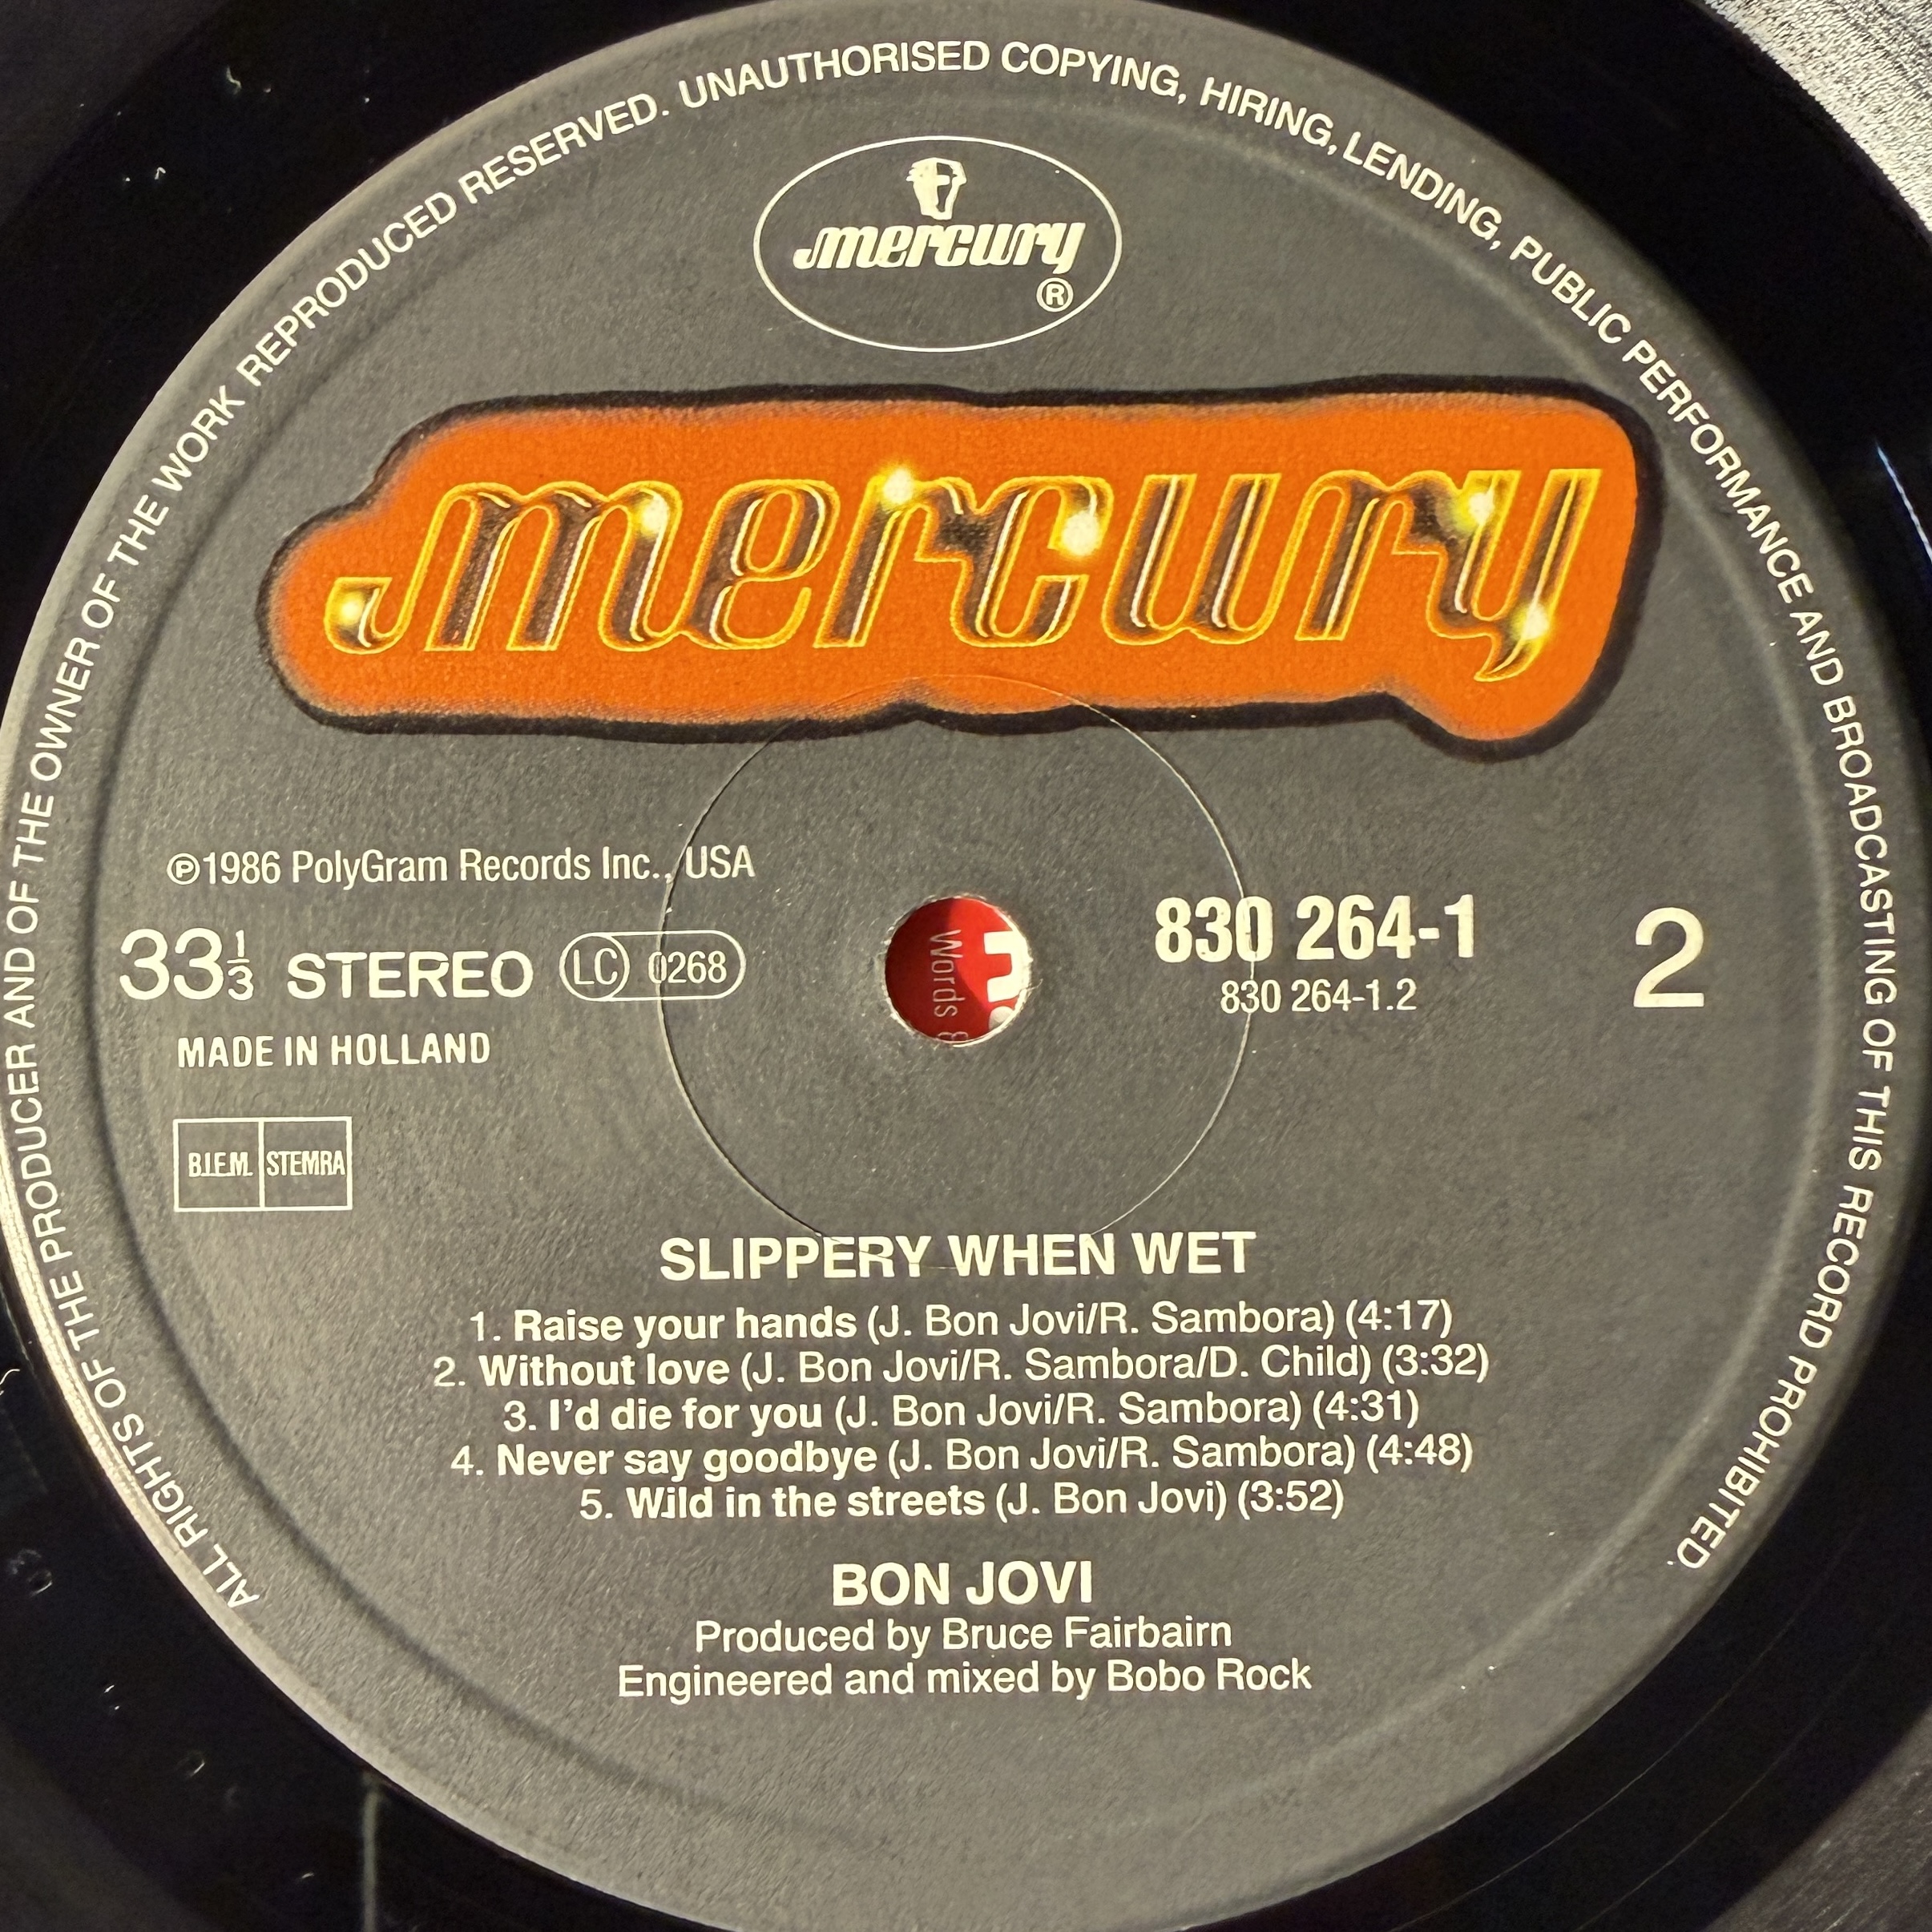 ALL RIGHTS OF THE PRODUCER AND OF THE OWNER OF THE WORK REPRODUCED RESERVED. UNAUTHORISED COPYING, HIRING, LENDING, PUBLIC PERFORMANCE AND BROADCASTING OF THIS RECORD PROHIBITED.
mercury
®
mercury
℗1986 PolyGram Records Inc., USA
33⅓ STEREO LC 0268
MADE IN HOLLAND
B.I.E.M. STEMRA
830 264-1
830 264-1.2
2
Words &
SLIPPERY WHEN WET
1. Raise your hands (J. Bon Jovi/R. Sambora) (4:17)
2. Without love (J. Bon Jovi/R. Sambora/D. Child) (3:32)
3. I'd die for you (J. Bon Jovi/R. Sambora) (4:31)
4. Never say goodbye (J. Bon Jovi/R. Sambora) (4:48)
5. Wild in the streets (J. Bon Jovi) (3:52)
BON JOVI
Produced by Bruce Fairbairn
Engineered and mixed by Bobo Rock